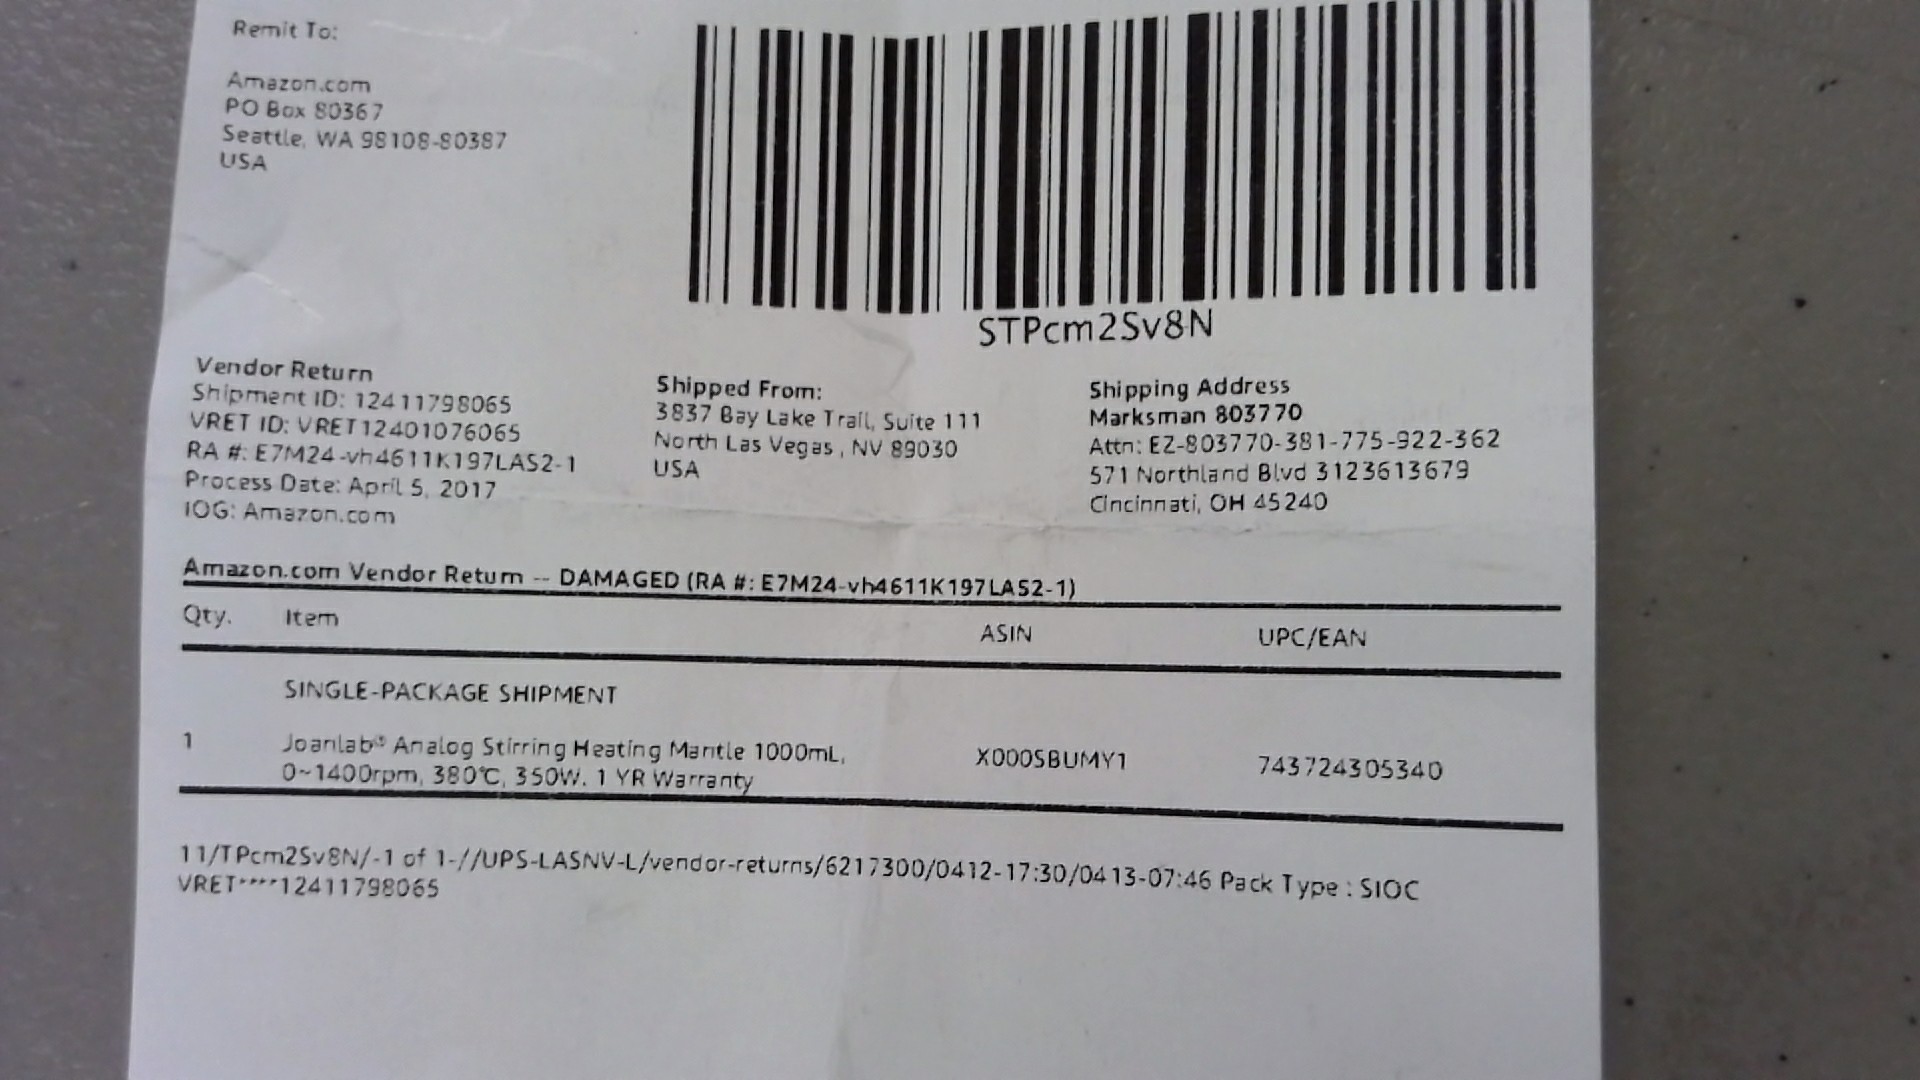 Remit To:
Amazon.com
PO Box 80367
Seattle, WA 98108-80387
USA
STPcm2Sv8N
Vendor Return
Shipment ID: 12411798065
VRET ID: VRET12401076065
RA #: E7M24-vh4611K197LAS2-1
Process Date: April 5, 2017
IOG: Amazon.com
Shipped From:
3837 Bay Lake Trail, Suite 111
North Las Vegas, NV 89030
USA
Shipping Address
Marksman 803770
Attn: EZ-803770-381-775-922-362
571 Northland Blvd 3123613679
Cincinnati, OH 45240
Amazon.com Vendor Return -- DAMAGED (RA #: E7M24-vh4611K197LAS2-1)
Qty. Item ASIN UPC/EAN
SINGLE-PACKAGE SHIPMENT
1 Joanlab® Analog Stirring Heating Mantle 1000mL, X000SBUMY1 743724305340
0~1400rpm, 380℃, 350W. 1 YR Warranty
11/TPcm2Sv8N/-1 of 1-//UPS-LASNV-L/vendor-returns/6217300/0412-17:30/0413-07:46 Pack Type : SIOC
VRET****12411798065